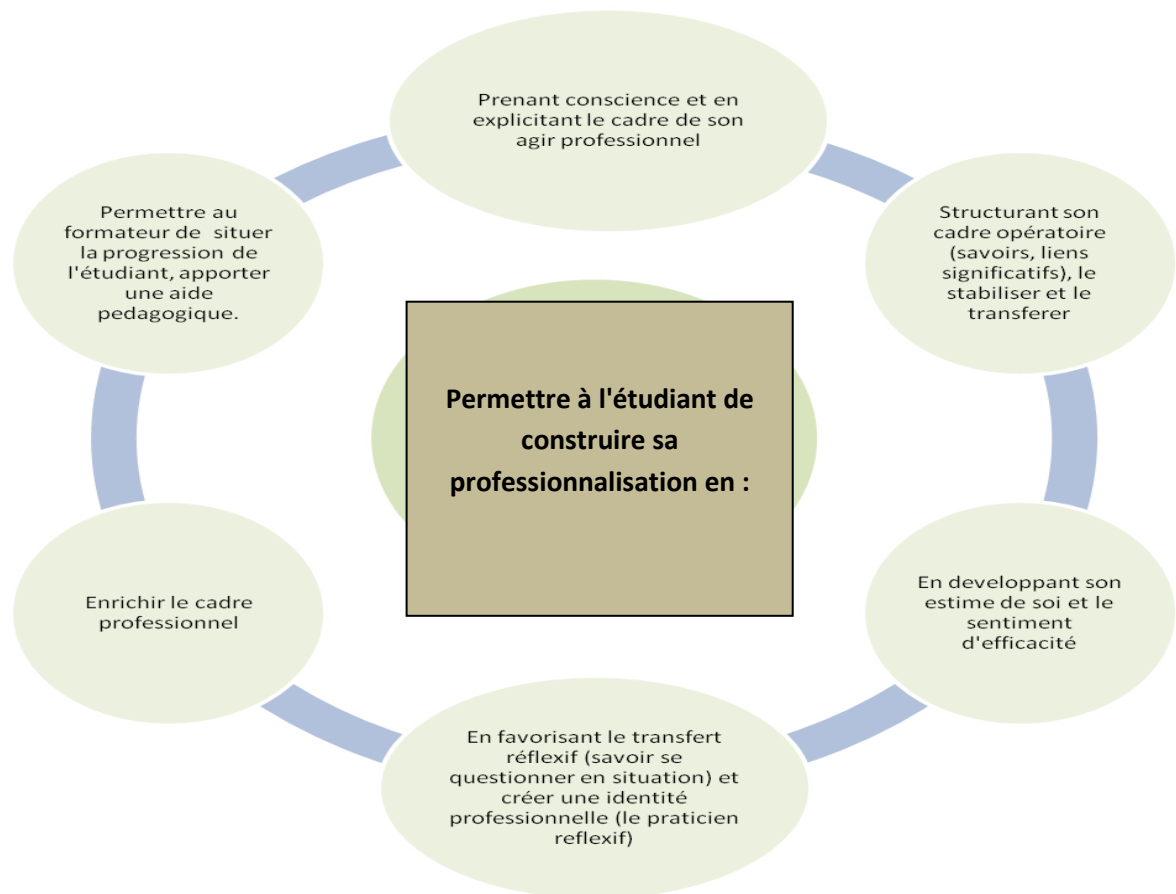 Prenant conscience et en
explicitant le cadre de son
agir professionnel
Structurant son
cadre opératoire
(savoirs, liens
significatifs), le
stabiliser et le
transferer
En developpant son
estime de soi et le
sentiment
d'efficacité
En favorisant le transfert
réflexif (savoir se
questionner en situation) et
créer une identité
professionnelle (le praticien
reflexif)
Enrichir le cadre
professionnel
Permettre au
formateur de situer
la progression de
l'étudiant, apporter
une aide
pedagogique.
Permettre à l'étudiant de
construire sa
professionnalisation en :